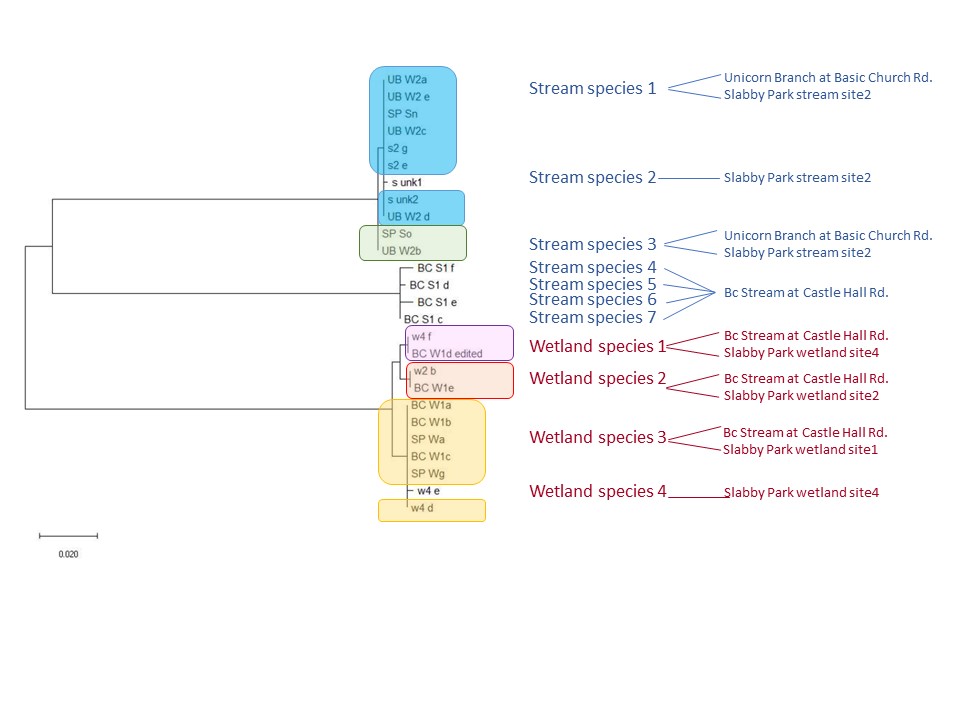 UB W2a
UB W2 e
SP Sn
UB W2c
s2 g
s2 e
s unk1
s unk2
UB W2 d
SP So
UB W2b
BC S1 f
BC S1 d
BC S1 e
BC S1 c
w4 f
BC W1d edited
w2 b
BC W1e
BC W1a
BC W1b
SP Wa
BC W1c
SP Wg
w4 e
w4 d
0.020
Stream species 1
Unicorn Branch at Basic Church Rd.
Slabby Park stream site2
Stream species 2
Slabby Park stream site2
Stream species 3
Unicorn Branch at Basic Church Rd.
Slabby Park stream site2
Stream species 4
Stream species 5
Stream species 6
Stream species 7
Bc Stream at Castle Hall Rd.
Wetland species 1
Bc Stream at Castle Hall Rd.
Slabby Park wetland site4
Wetland species 2
Bc Stream at Castle Hall Rd.
Slabby Park wetland site2
Wetland species 3
Bc Stream at Castle Hall Rd.
Slabby Park wetland site1
Wetland species 4
Slabby Park wetland site4